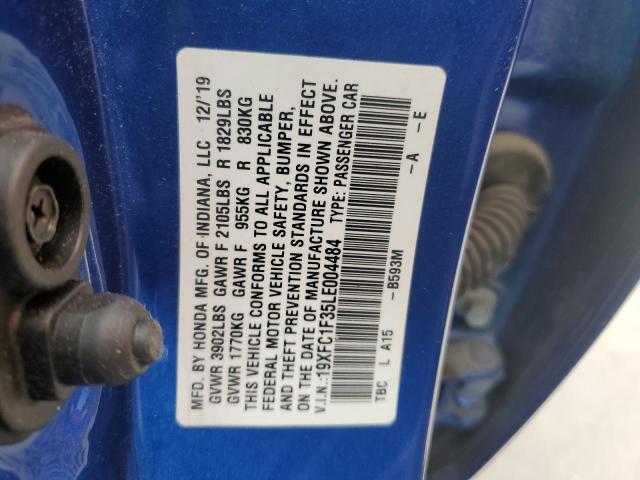 MFD. BY HONDA MFG. OF INDIANA, LLC 12/'19
GVWR 3902LBS GAWR F 2105LBS R 1829LBS
GVWR 1770KG GAWR F 955KG R 830KG
THIS VEHICLE CONFORMS TO ALL APPLICABLE
FEDERAL MOTOR VEHICLE SAFETY, BUMPER,
AND THEFT PREVENTION STANDARDS IN EFFECT
ON THE DATE OF MANUFACTURE SHOWN ABOVE.
V.I.N.:19XFC1F35LE004484 TYPE: PASSENGER CAR
TBC L A15 -B593M -A -E